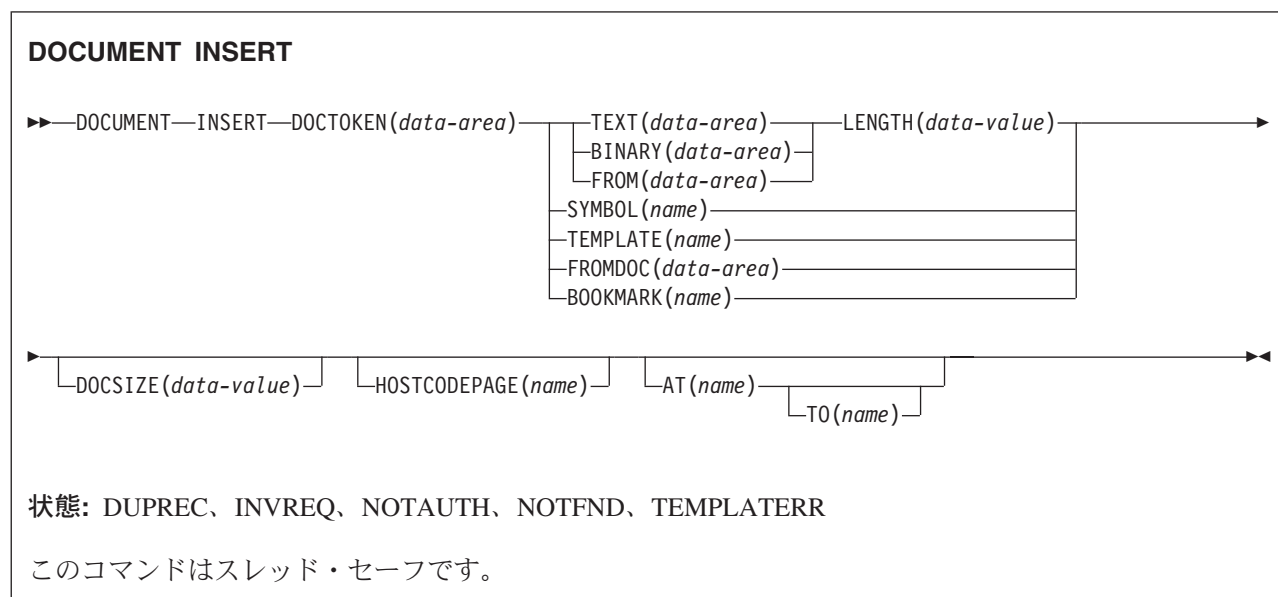 DOCUMENT INSERT
DOCUMENT INSERT DOCTOKEN(data-area) TEXT(data-area) LENGTH(data-value)
BINARY(data-area)
FROM(data-area)
SYMBOL(name)
TEMPLATE(name)
FROMDOC(data-area)
BOOKMARK(name)
DOCSIZE(data-value) HOSTCODEPAGE(name) AT(name)
TO(name)
状態: DUPREC、INVREQ、NOTAUTH、NOTFND、TEMPLATERR
このコマンドはスレッド・セーフです。